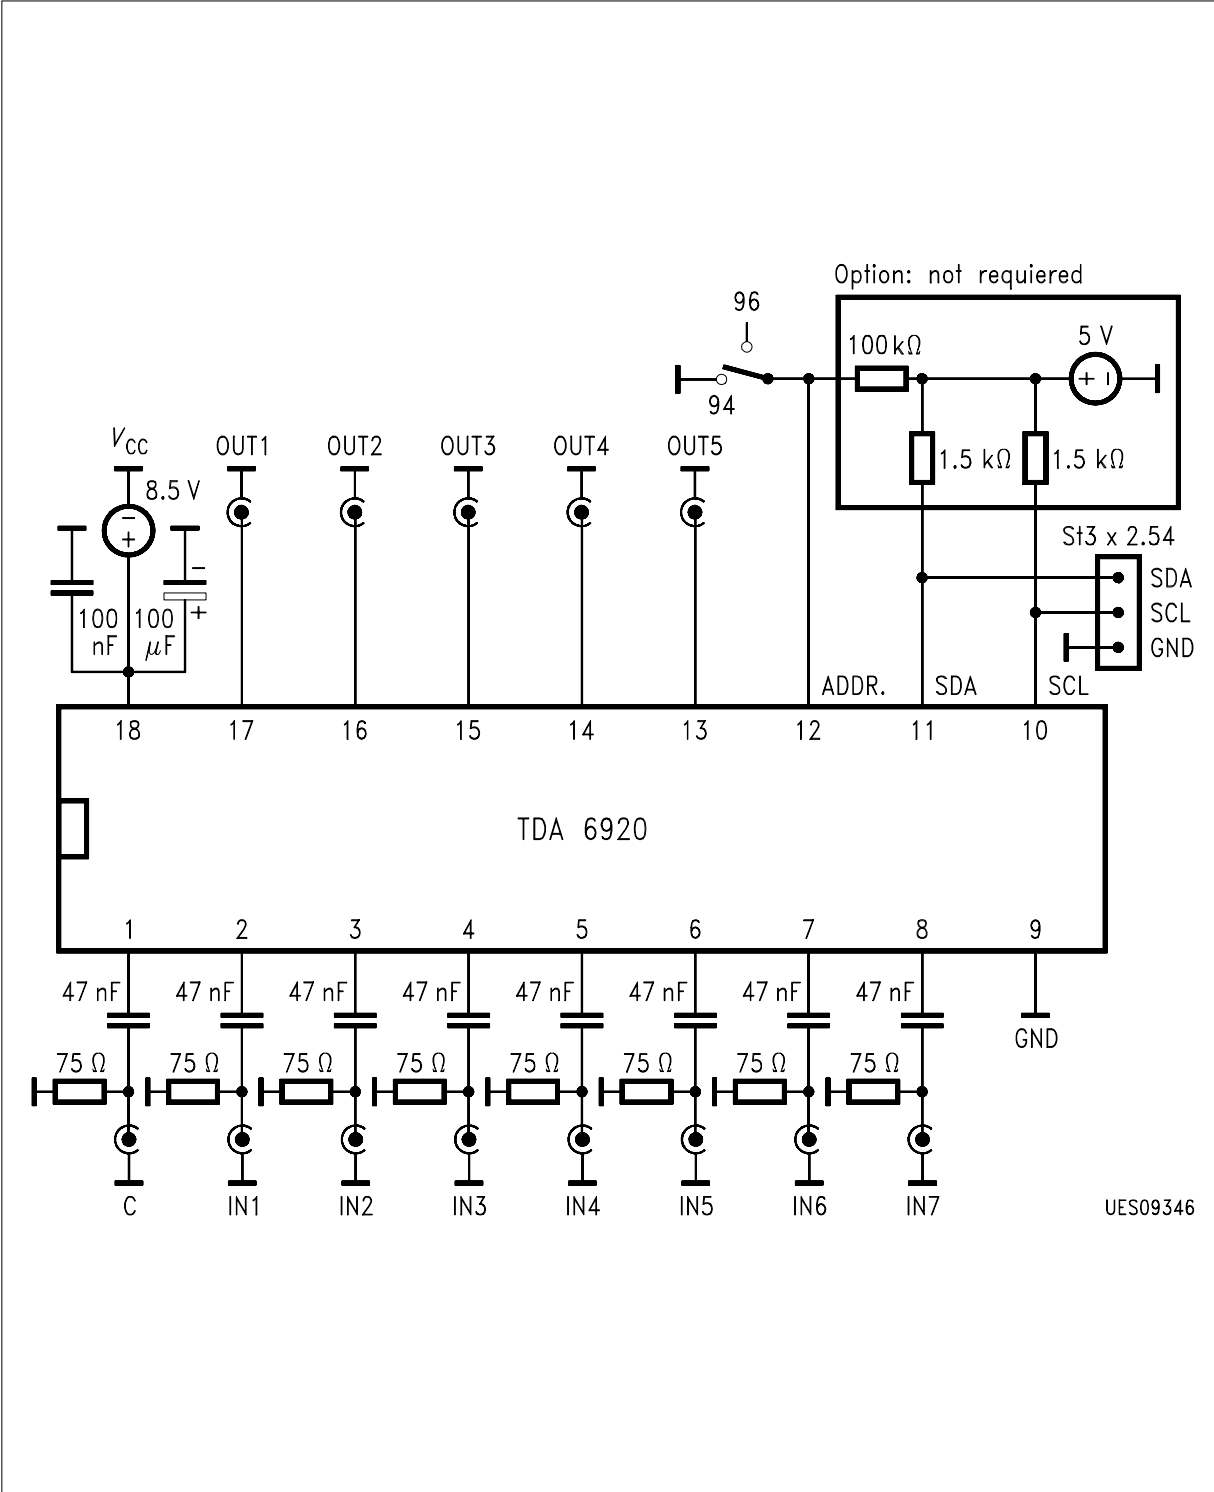 Option: not requiered
96
100 kΩ
5 V
+ −
94
VCC
OUT1 OUT2 OUT3 OUT4 OUT5
1.5 kΩ 1.5 kΩ
8.5 V
−
+
St3 x 2.54
−
SDA
+
100 nF
100 μF
SCL
GND
ADDR. SDA SCL
18 17 16 15 14 13 12 11 10
TDA 6920
1 2 3 4 5 6 7 8 9
47 nF 47 nF 47 nF 47 nF 47 nF 47 nF 47 nF 47 nF
GND
75 Ω 75 Ω 75 Ω 75 Ω 75 Ω 75 Ω 75 Ω 75 Ω
C IN1 IN2 IN3 IN4 IN5 IN6 IN7
UES09346